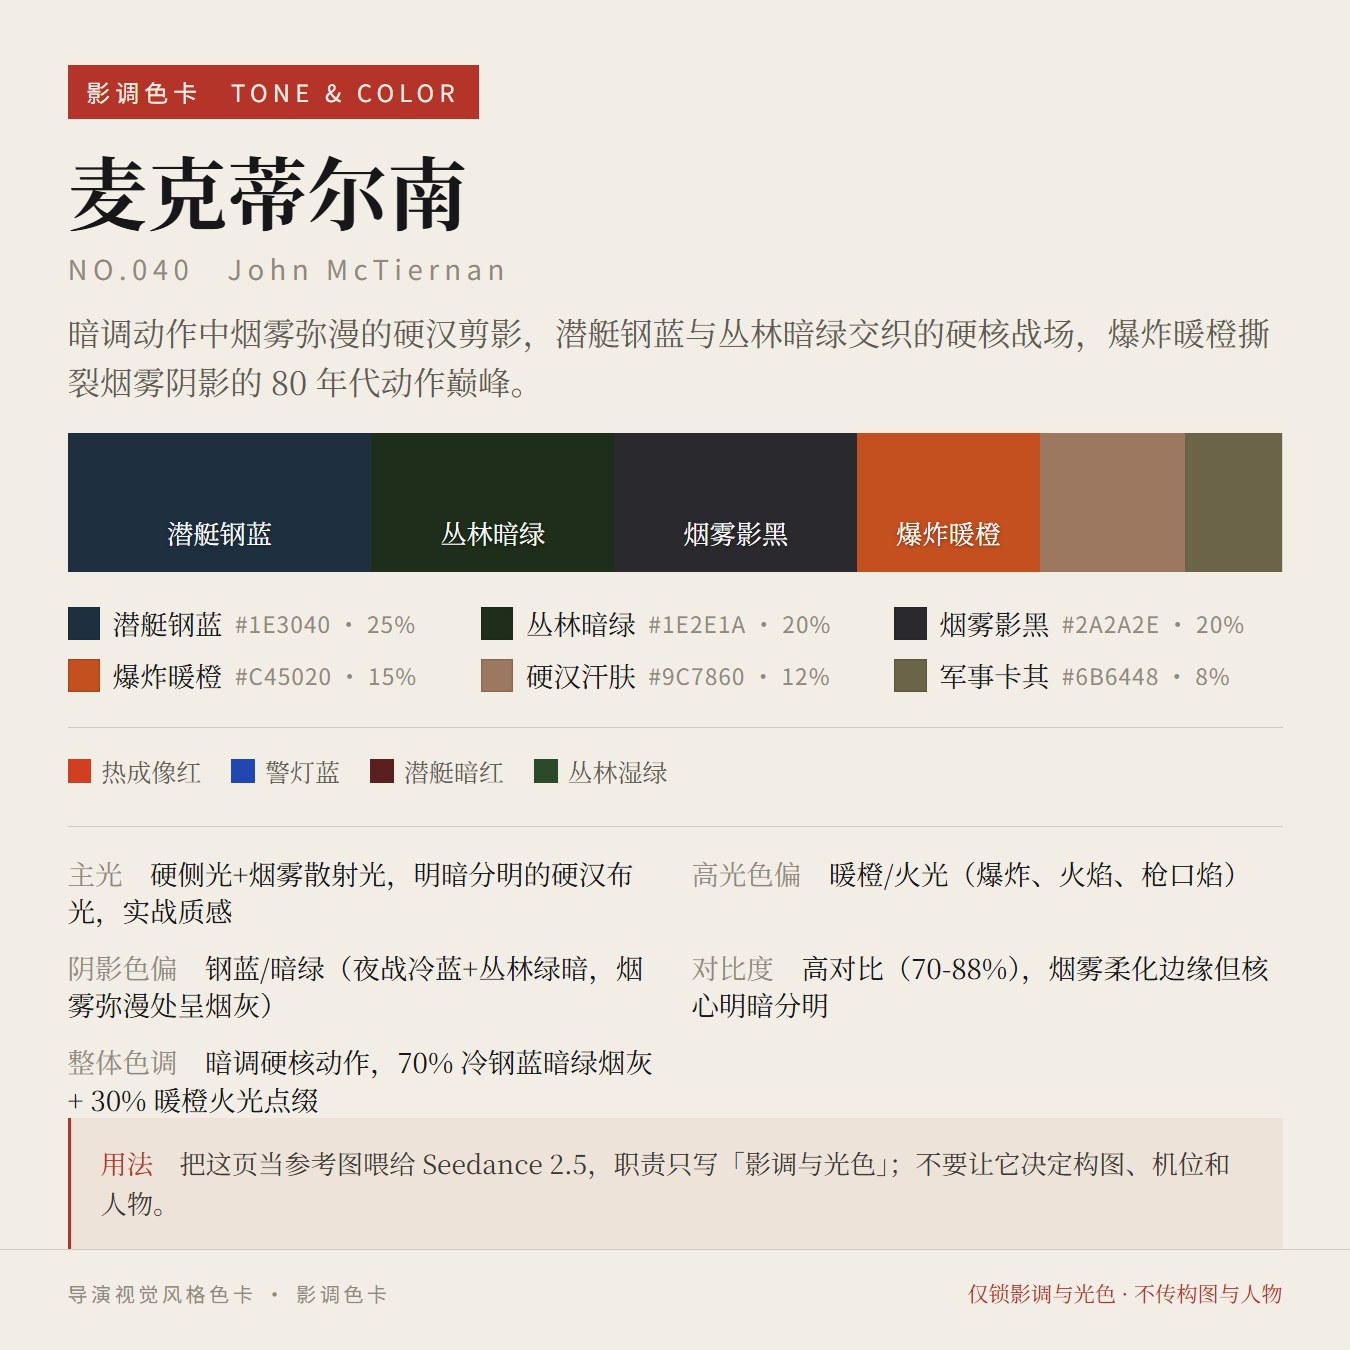 影调色卡 TONE & COLOR
麦克蒂尔南
NO.040 John McTiernan
暗调动作中烟雾弥漫的硬汉剪影，潜艇钢蓝与丛林暗绿交织的硬核战场，爆炸暖橙撕
裂烟雾阴影的 80 年代动作巅峰。
潜艇钢蓝 丛林暗绿 烟雾影黑 爆炸暖橙
潜艇钢蓝 #1E3040 · 25% 丛林暗绿 #1E2E1A · 20% 烟雾影黑 #2A2A2E · 20%
爆炸暖橙 #C45020 · 15% 硬汉汗肤 #9C7860 · 12% 军事卡其 #6B6448 · 8%
热成像红 警灯蓝 潜艇暗红 丛林湿绿
主光 硬侧光+烟雾散射光，明暗分明的硬汉布
光，实战质感
高光色偏 暖橙/火光（爆炸、火焰、枪口焰）
阴影色偏 钢蓝/暗绿（夜战冷蓝+丛林绿暗，烟
雾弥漫处呈烟灰）
对比度 高对比（70-88%），烟雾柔化边缘但核
心明暗分明
整体色调 暗调硬核动作，70% 冷钢蓝暗绿烟灰
+ 30% 暖橙火光点缀
用法 把这页当参考图喂给 Seedance 2.5，职责只写「影调与光色」；不要让它决定构图、机位和
人物。
导演视觉风格色卡 · 影调色卡
仅锁影调与光色 · 不传构图与人物